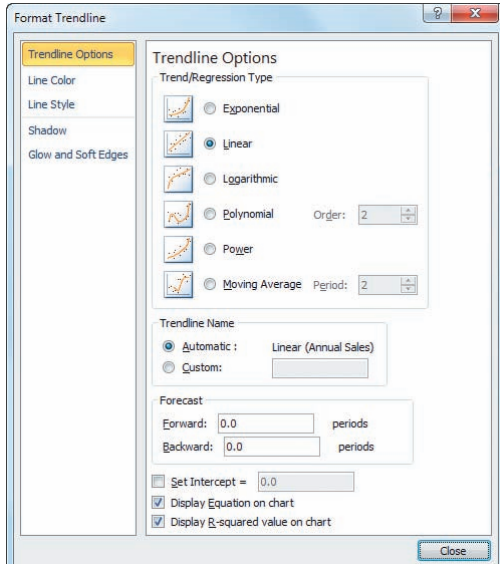 Format Trendline
Trendline Options
Line Color
Line Style
Shadow
Glow and Soft Edges
Trendline Options
Trend/Regression Type
Exponential
Linear
Logarithmic
Polynomial Order: 2
Power
Moving Average Period: 2
Trendline Name
Automatic : Linear (Annual Sales)
Custom:
Forecast
Forward: 0.0 periods
Backward: 0.0 periods
Set Intercept = 0.0
Display Equation on chart
Display R-squared value on chart
Close